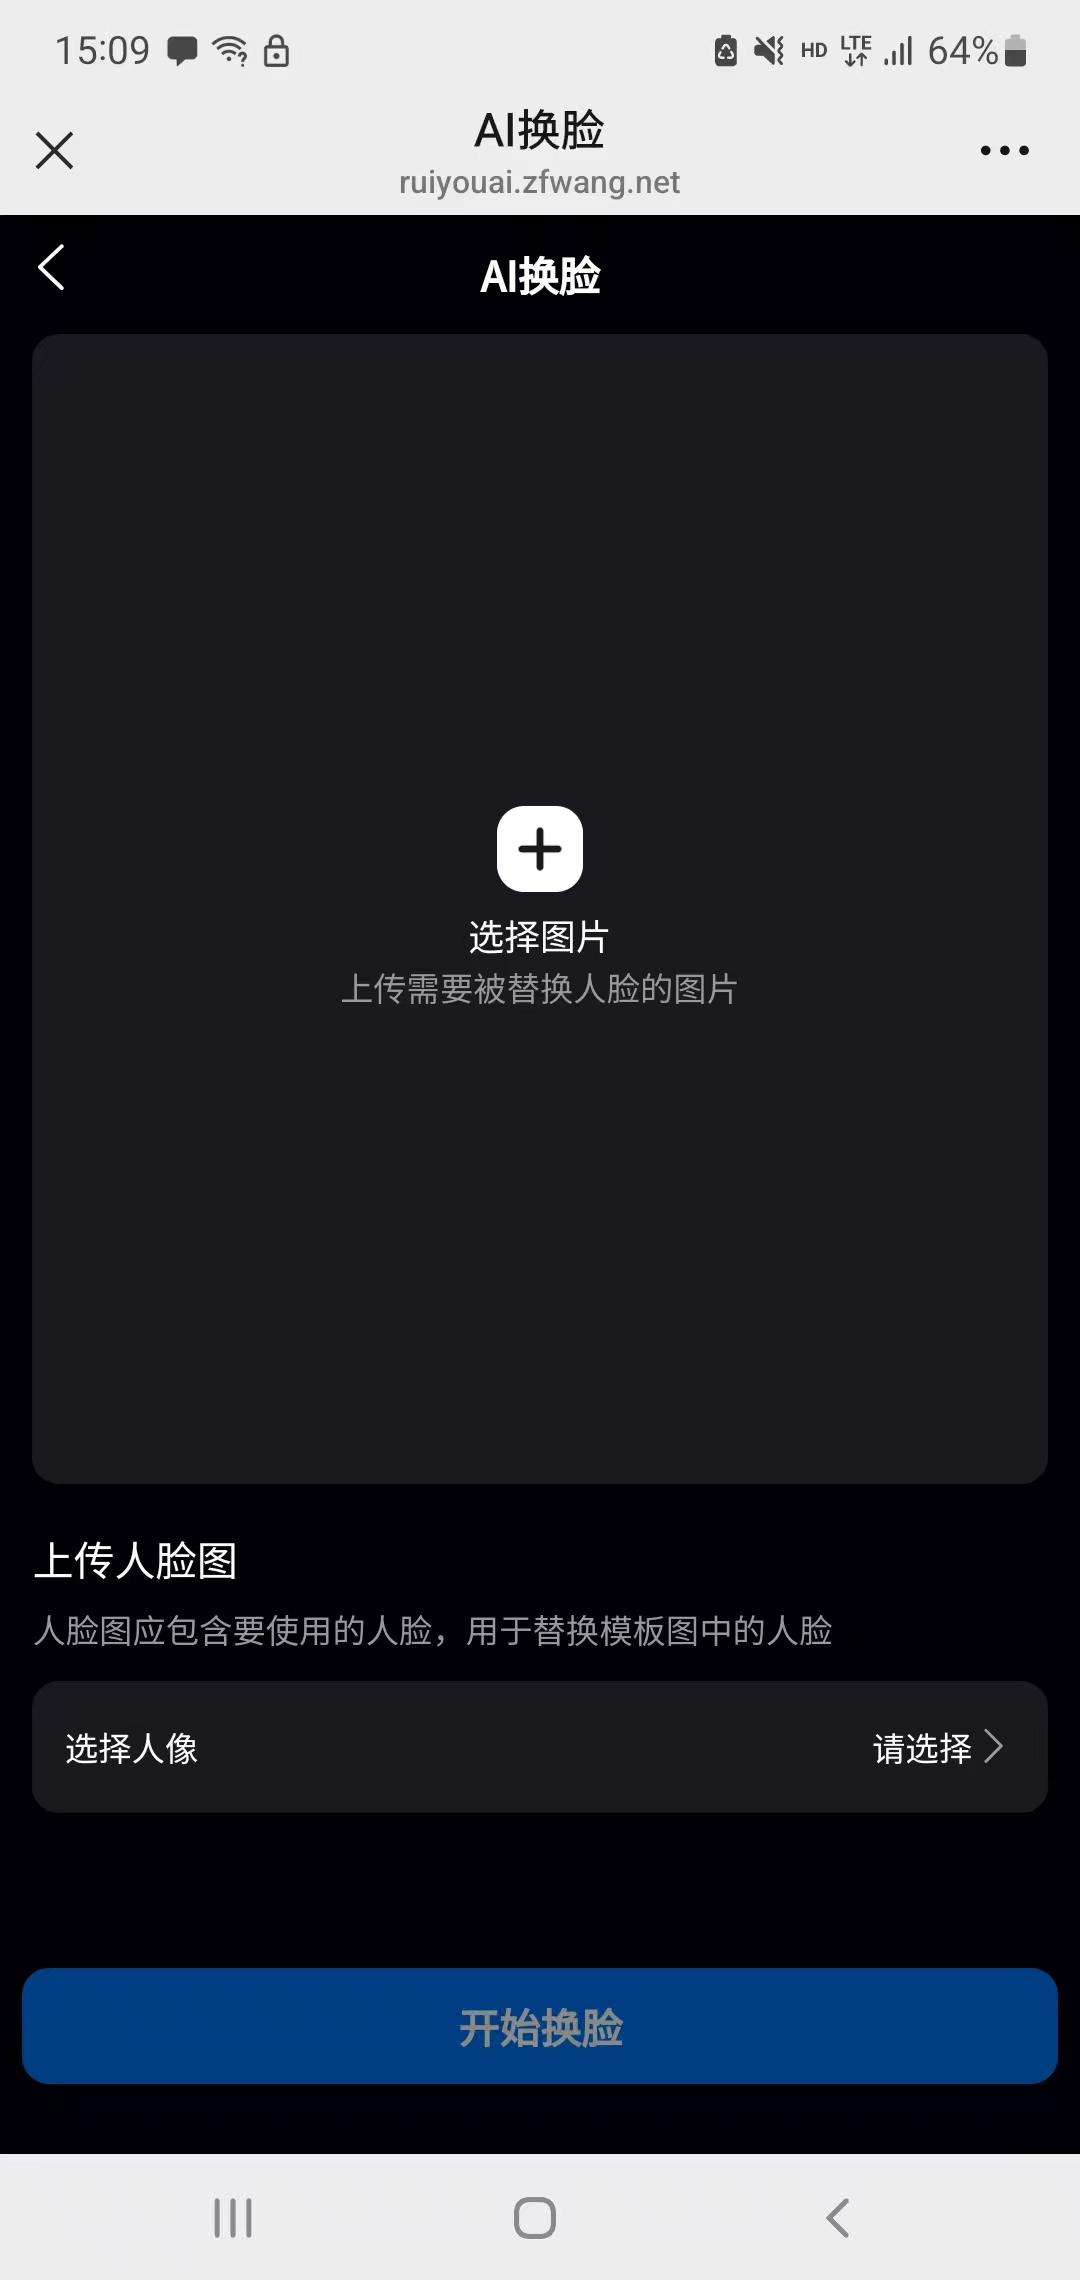 15:09
HD LTE 64%
AI换脸
ruiyouai.zfwang.net
AI换脸
选择图片
上传需要被替换人脸的图片
上传人脸图
人脸图应包含要使用的人脸，用于替换模板图中的人脸
选择人像 请选择
开始换脸